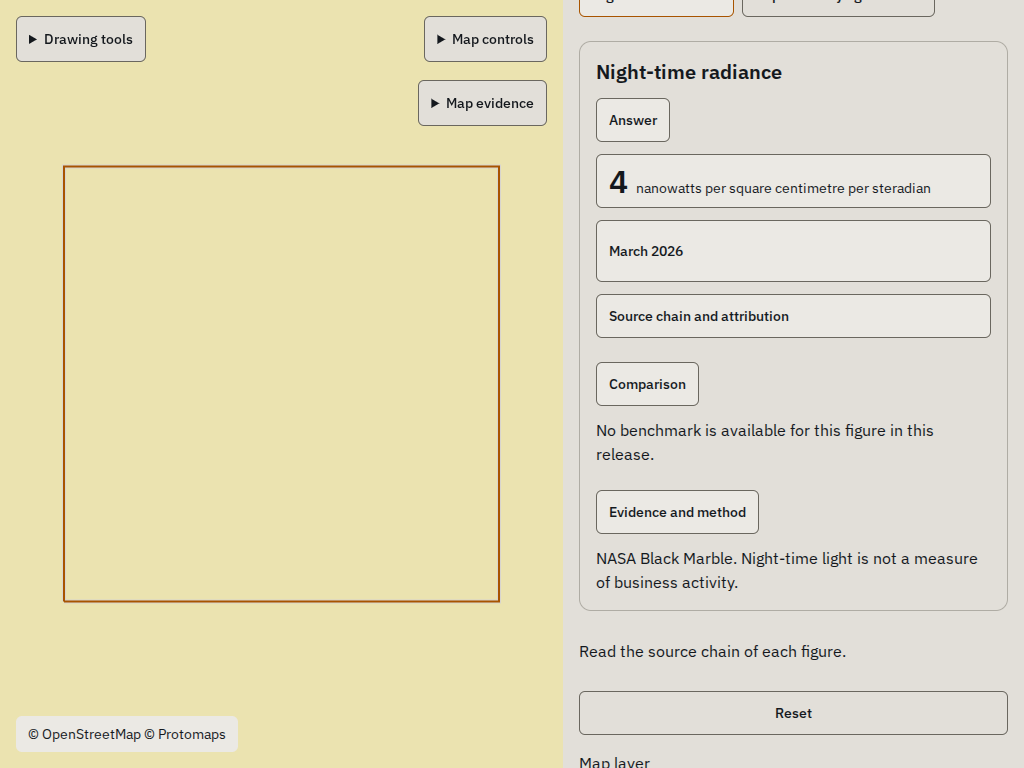 Drawing tools
Map controls
Map evidence
© OpenStreetMap © Protomaps
Night-time radiance
Answer
4 nanowatts per square centimetre per steradian
March 2026
Source chain and attribution
Comparison
No benchmark is available for this figure in this
release.
Evidence and method
NASA Black Marble. Night-time light is not a measure
of business activity.
Read the source chain of each figure.
Reset
Map layer